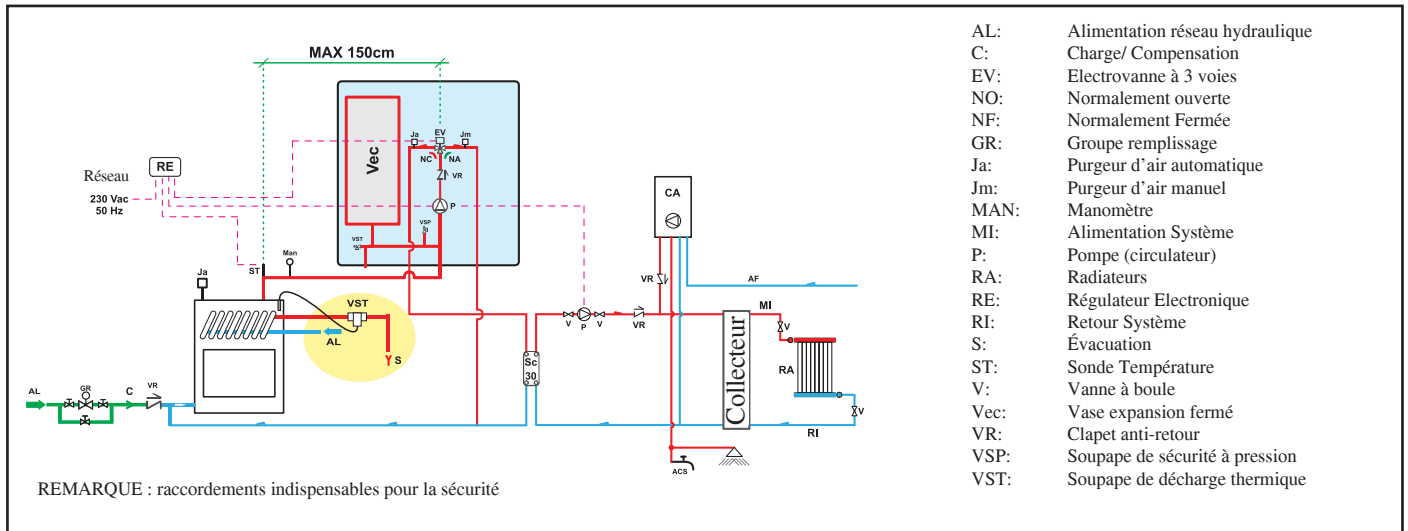 MAX 150cm
Ja
EV
Jm
NC
NA
VR
Vec
P
VSP
VST
RE
Réseau
230 Vac
50 Hz
ST
Man
Ja
VST
AL
S
AL
GR
C
VR
Sc
30
V
P
V
VR
VR
CA
AF
MI
V
RA
Collecteur
RI
V
ACS
REMARQUE : raccordements indispensables pour la sécurité
AL: Alimentation réseau hydraulique
C: Charge/ Compensation
EV: Electrovanne à 3 voies
NO: Normalement ouverte
NF: Normalement Fermée
GR: Groupe remplissage
Ja: Purgeur d’air automatique
Jm: Purgeur d’air manuel
MAN: Manomètre
MI: Alimentation Système
P: Pompe (circulateur)
RA: Radiateurs
RE: Régulateur Electronique
RI: Retour Système
S: Évacuation
ST: Sonde Température
V: Vanne à boule
Vec: Vase expansion fermé
VR: Clapet anti-retour
VSP: Soupape de sécurité à pression
VST: Soupape de décharge thermique